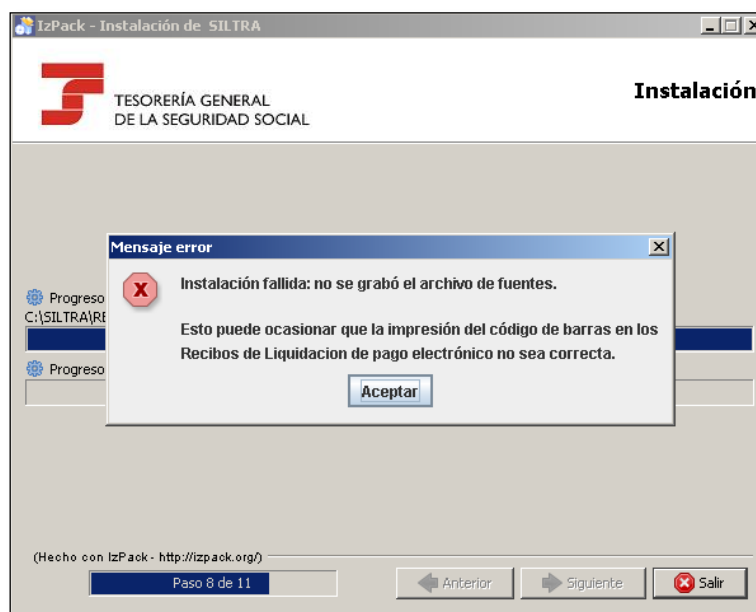 IzPack - Instalación de SILTRA
TESORERÍA GENERAL
DE LA SEGURIDAD SOCIAL
Instalación
Mensaje error
Instalación fallida: no se grabó el archivo de fuentes.
Esto puede ocasionar que la impresión del código de barras en los
Recibos de Liquidacion de pago electrónico no sea correcta.
Aceptar
Progreso
C:\SILTRA\RE
Progreso
(Hecho con IzPack - http://izpack.org/)
Paso 8 de 11
Anterior
Siguiente
Salir